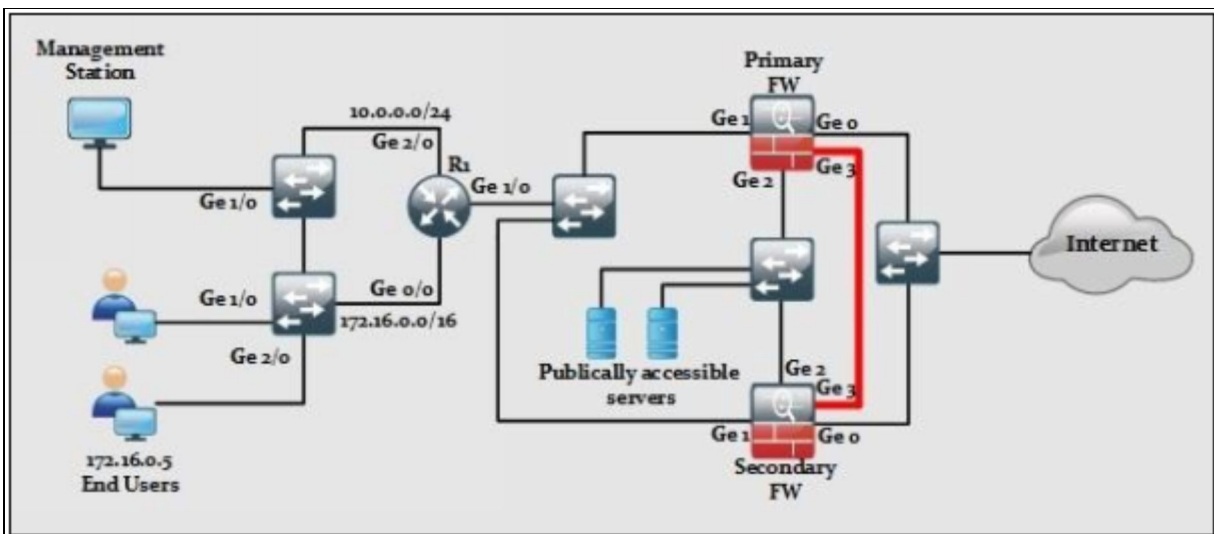 Management
Station
10.0.0.0/24
Ge 2/0
R1
Ge 1/0
Ge 1/0
Ge 1/0
Ge 0/0
172.16.0.0/16
Ge 2/0
172.16.0.5
End Users
Primary
FW
Ge 1
Ge 0
Ge 3
Ge 2
Internet
Publically accessible
servers
Ge 2
Ge 3
Ge 1
Ge 0
Secondary
FW